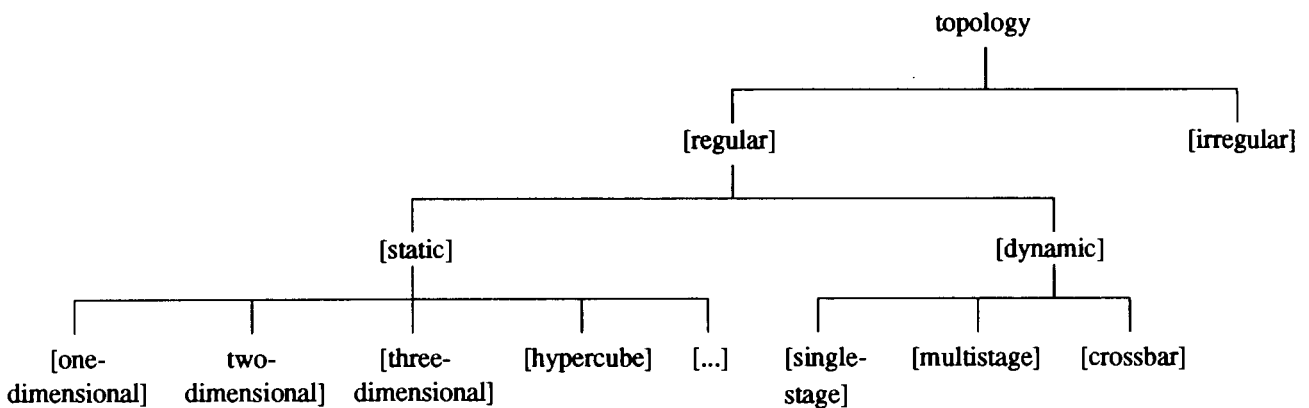 topology
[regular]
[irregular]
[static]
[dynamic]
[one-
dimensional]
two-
dimensional]
[three-
dimensional]
[hypercube]
[...]
[single-
stage]
[multistage]
[crossbar]